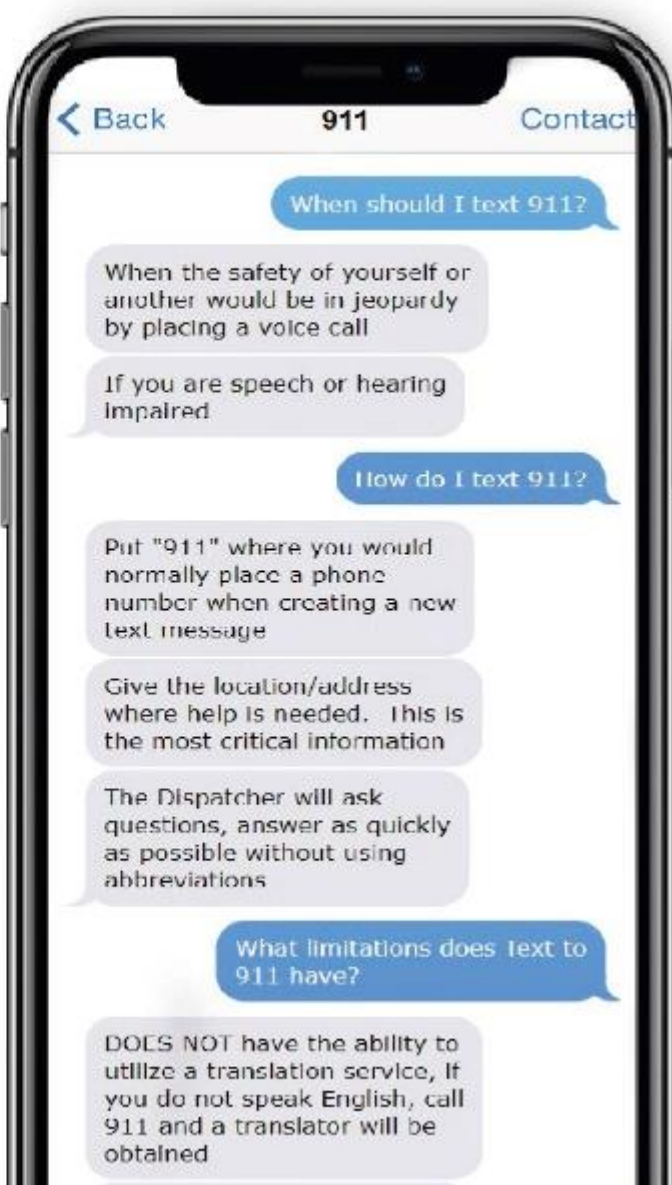 Back 911 Contact
When should I text 911?
When the safety of yourself or
another would be in jeopardy
by placing a voice call
If you are speech or hearing
impaired
How do I text 911?
Put "911" where you would
normally place a phone
number when creating a new
text message
Give the location/address
where help is needed.  This is
the most critical information
The Dispatcher will ask
questions, answer as quickly
as possible without using
abbreviations
What limitations does Text to
911 have?
DOES NOT have the ability to
utilize a translation service, if
you do not speak English, call
911 and a translator will be
obtained